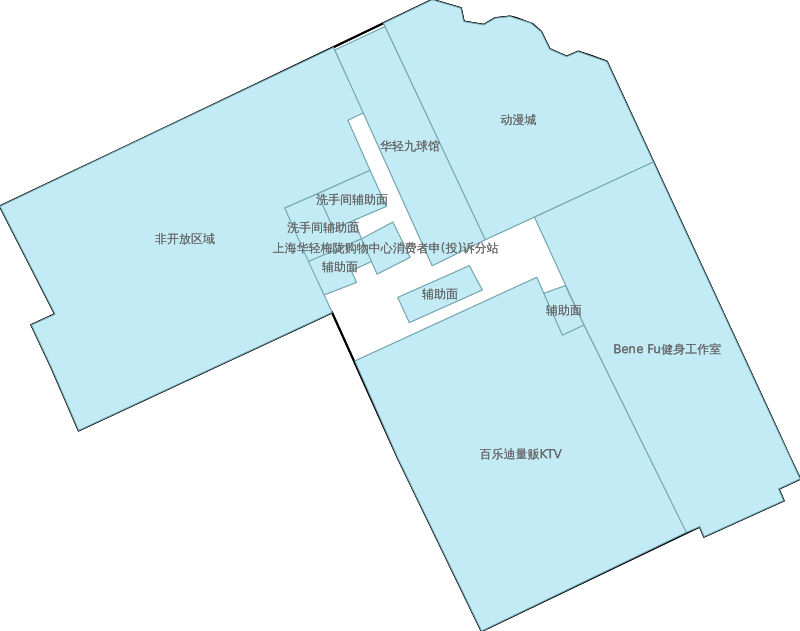 动漫城
华轻九球馆
洗手间辅助面
洗手间辅助面
非开放区域
上海华轻梅陇购物中心消费者申(投)诉分站
辅助面
辅助面
辅助面
Bene Fu健身工作室
百乐迪量贩KTV